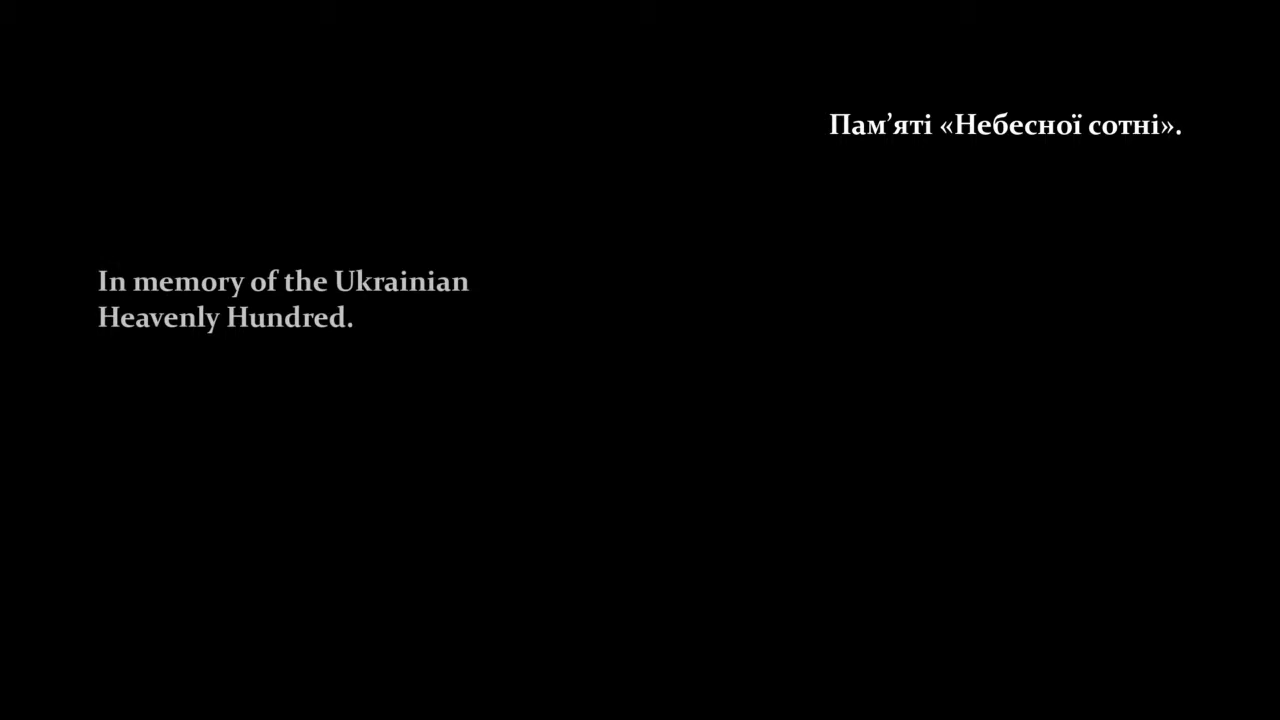 Пам’яті «Небесної сотні».
In memory of the Ukrainian
Heavenly Hundred.